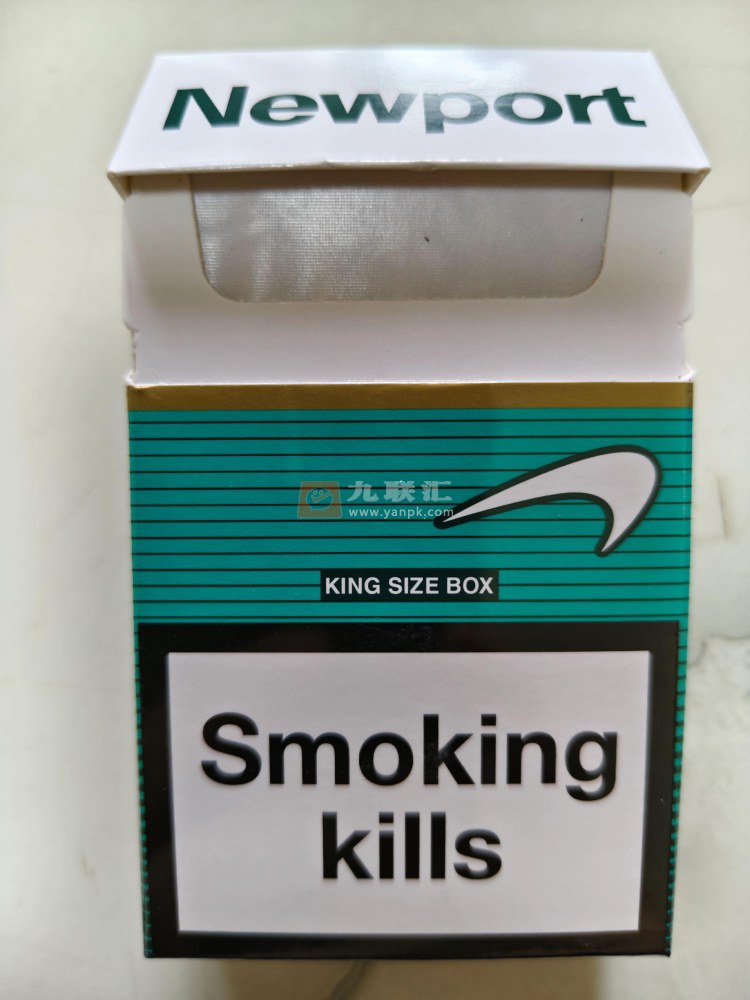 Newport
九联汇
www.yanpk.com
KING SIZE BOX
Smoking
kills